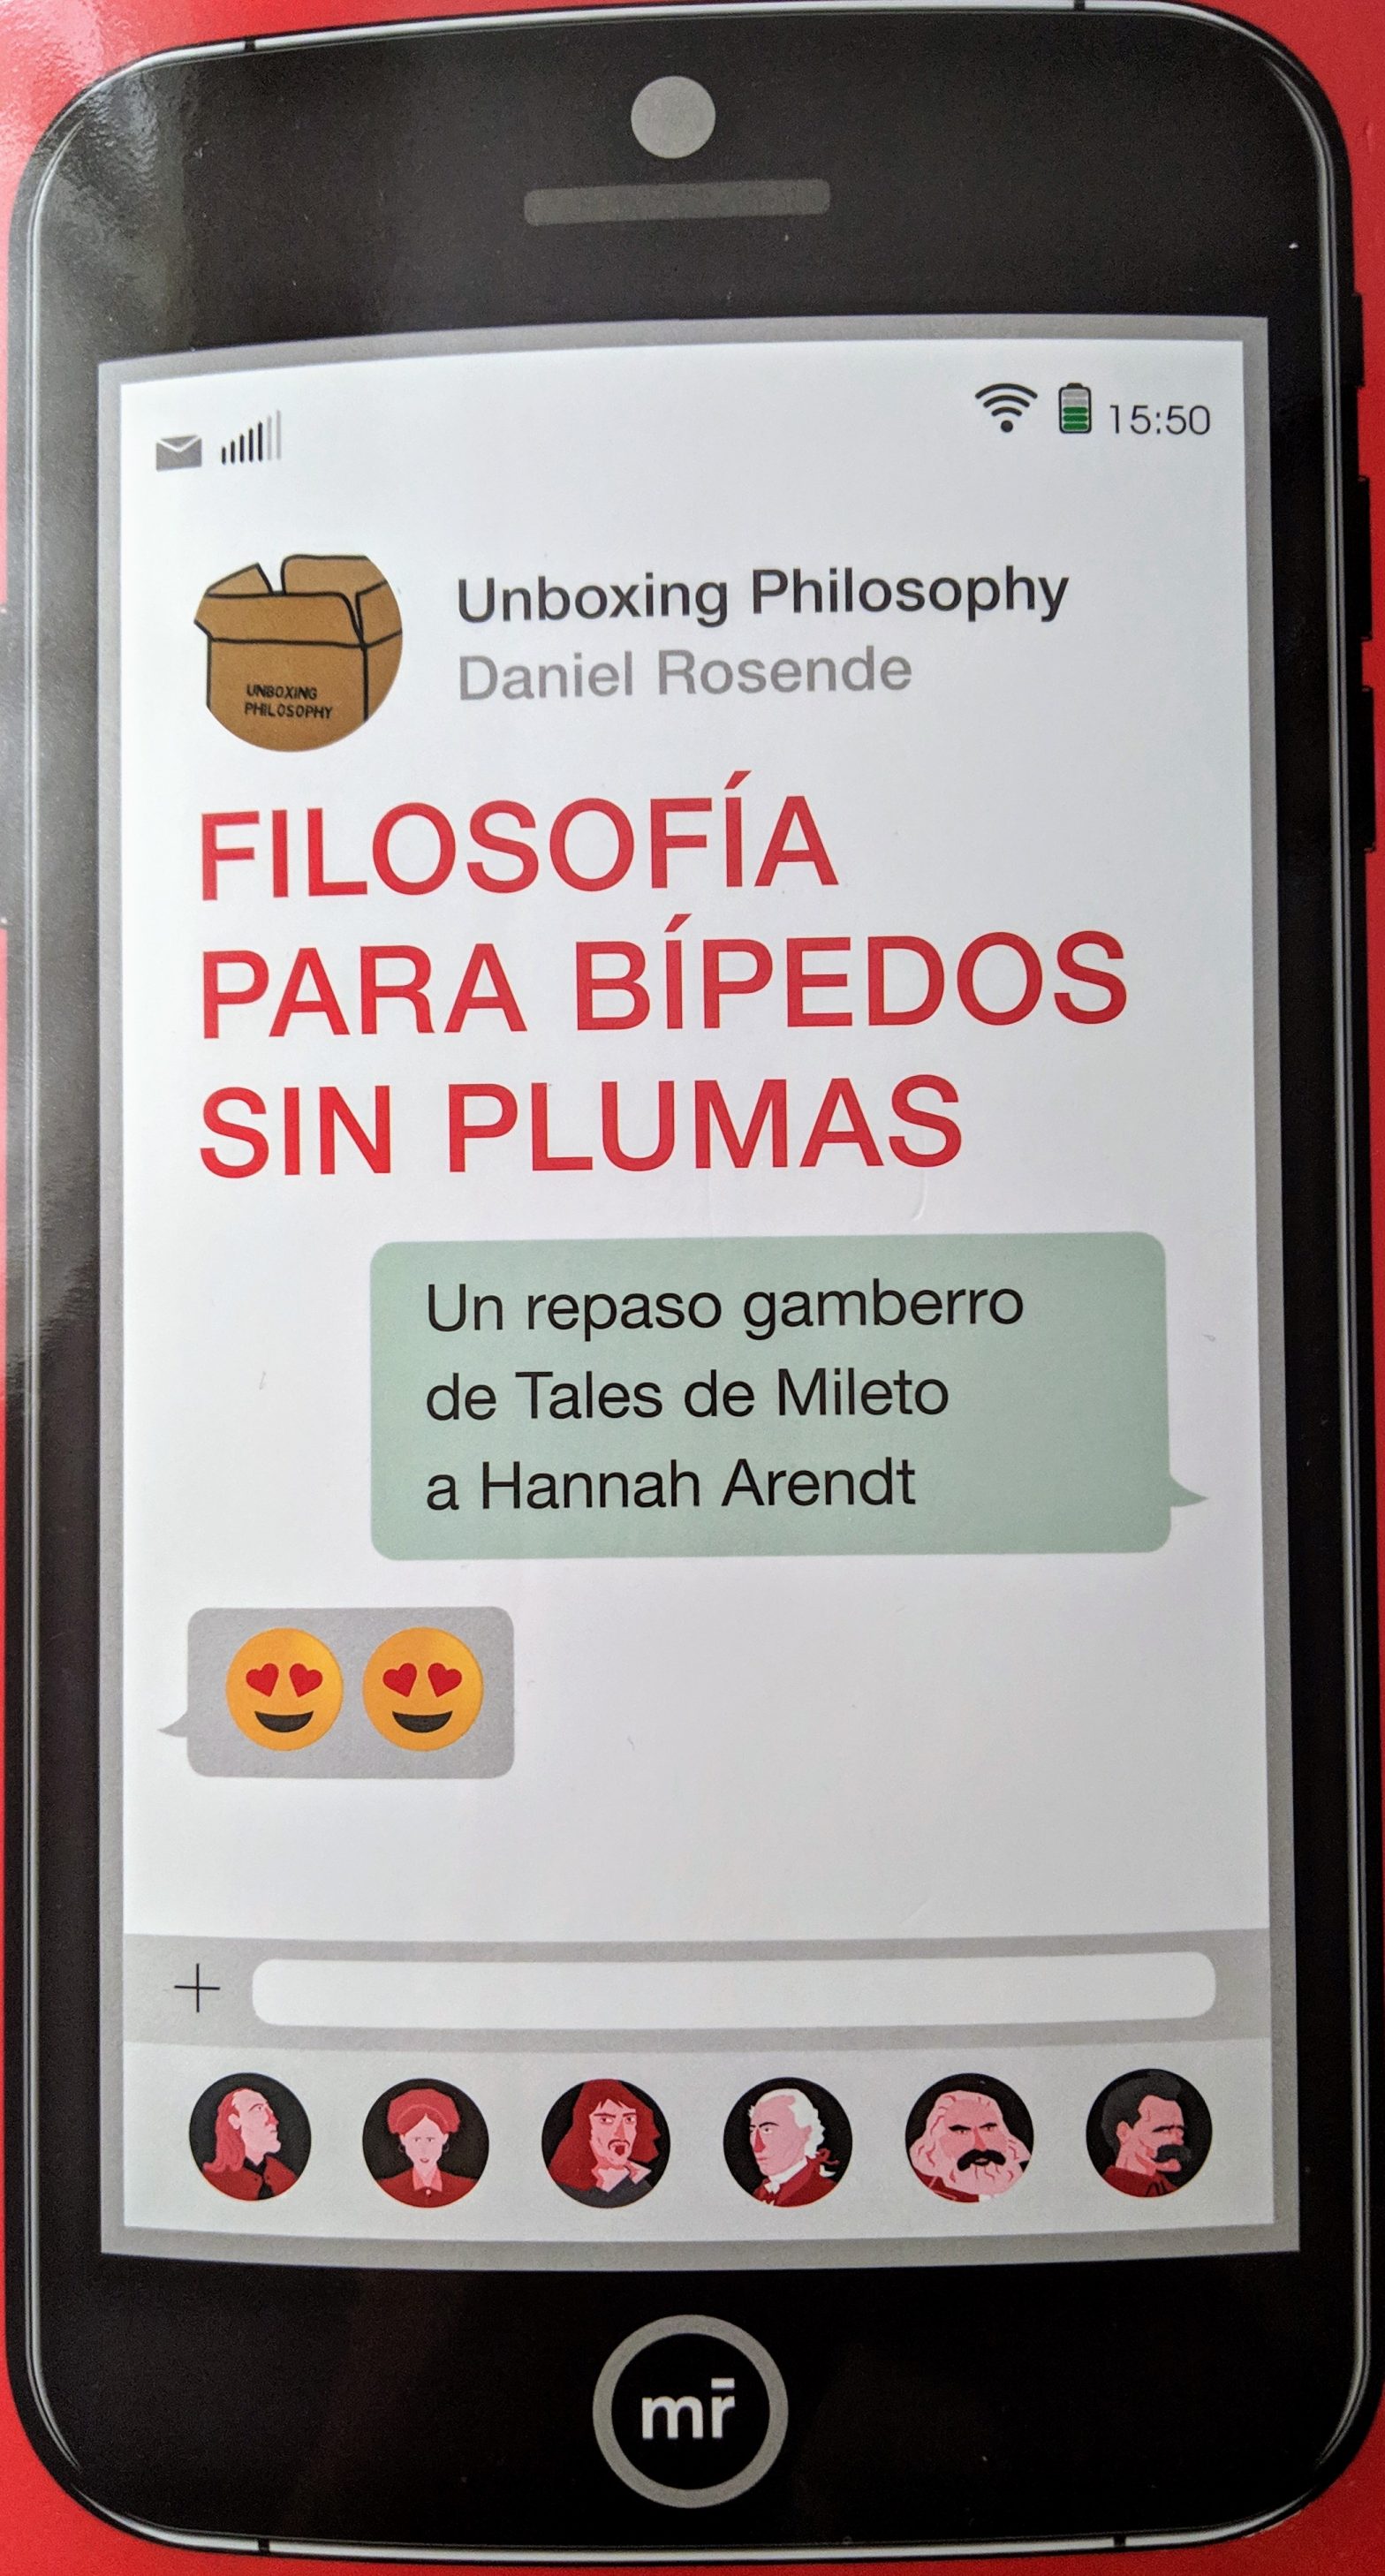 15:50
UNBOXING
PHILOSOPHY
Unboxing Philosophy
Daniel Rosende
FILOSOFÍA
PARA BÍPEDOS
SIN PLUMAS
Un repaso gamberro
de Tales de Mileto
a Hannah Arendt
mr̄